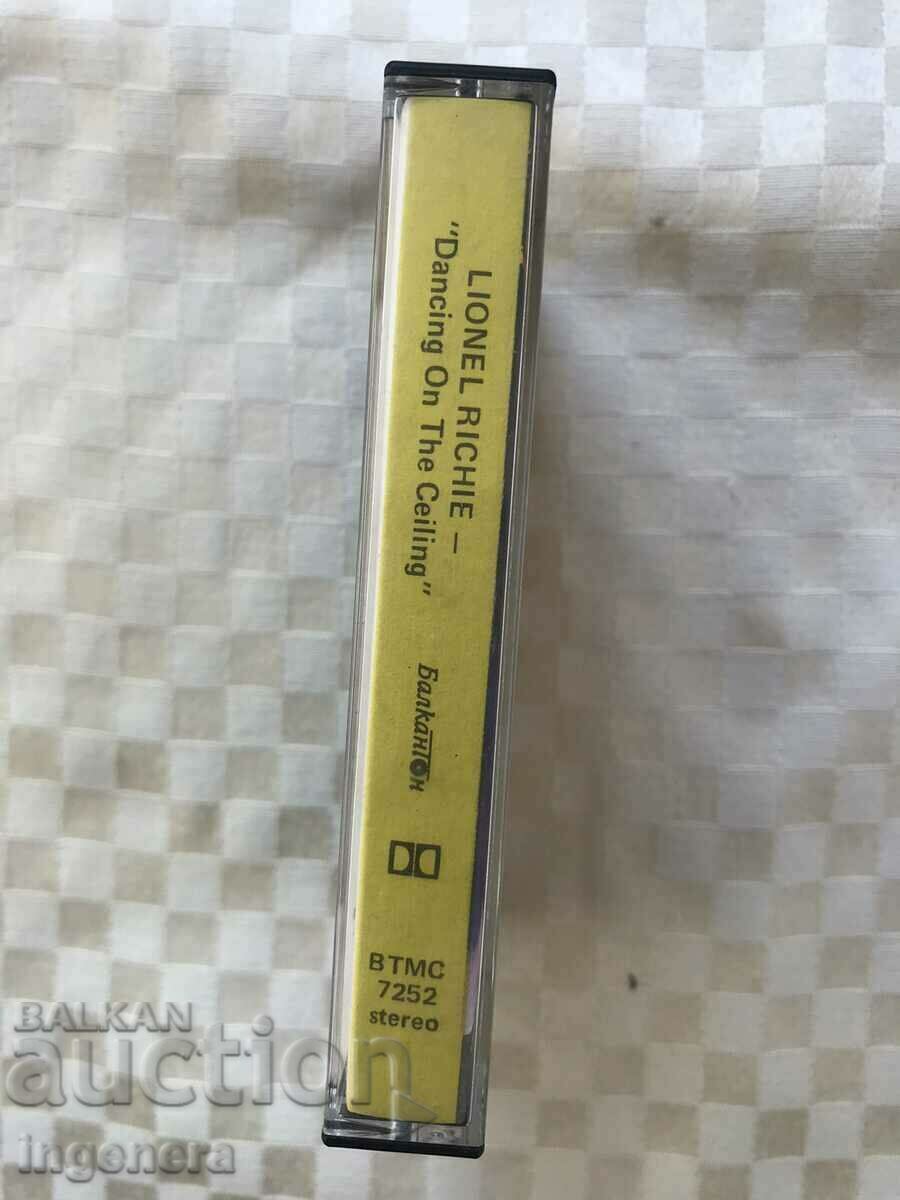 LIONEL RICHIE –
"Dancing On The Ceiling"
Балкантон
BTMC
7252
stereo
BALKAN
auction
ingenera